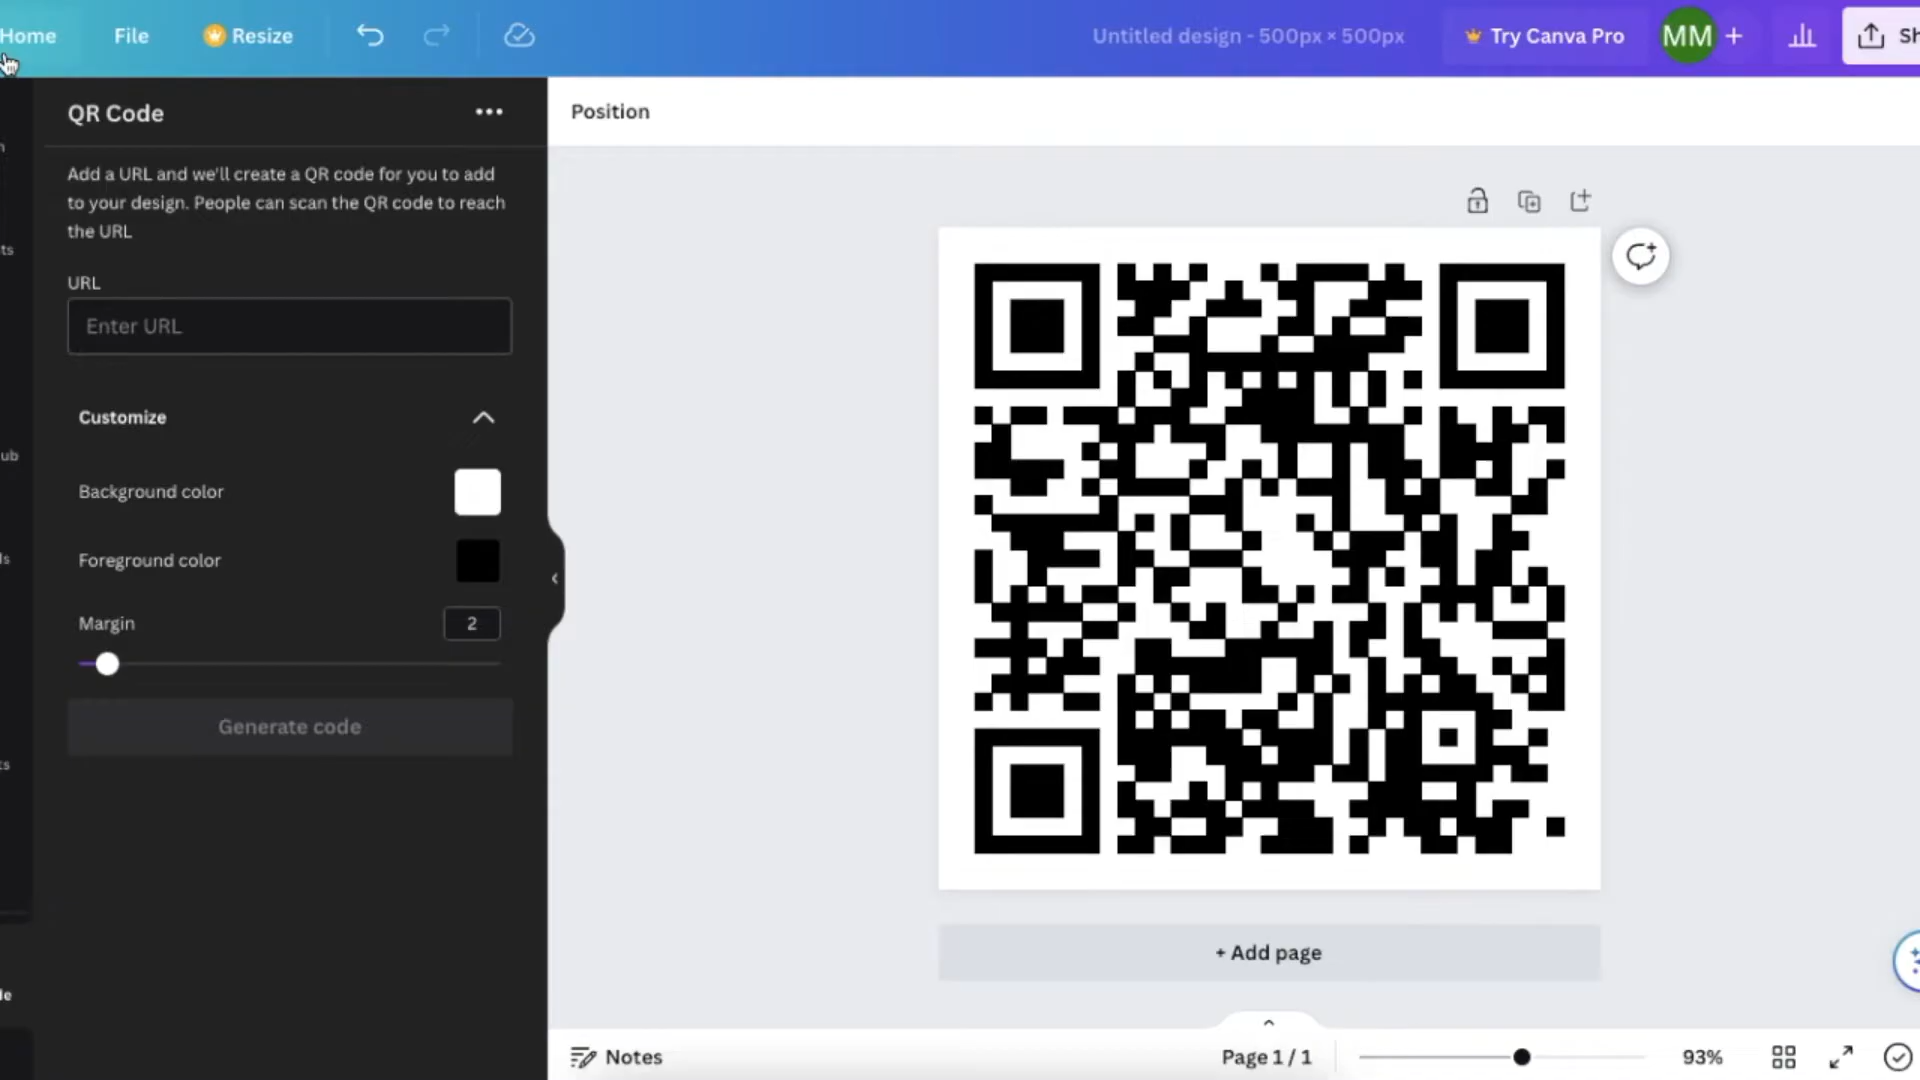 Home File Resize Untitled design - 500px × 500px Try Canva Pro MM + Sh
QR Code Position
Add a URL and we'll create a QR code for you to add
to your design. People can scan the QR code to reach
the URL
URL
Enter URL
Customize
Background color
Foreground color
Margin 2
Generate code
+ Add page
Notes Page 1 / 1 93%